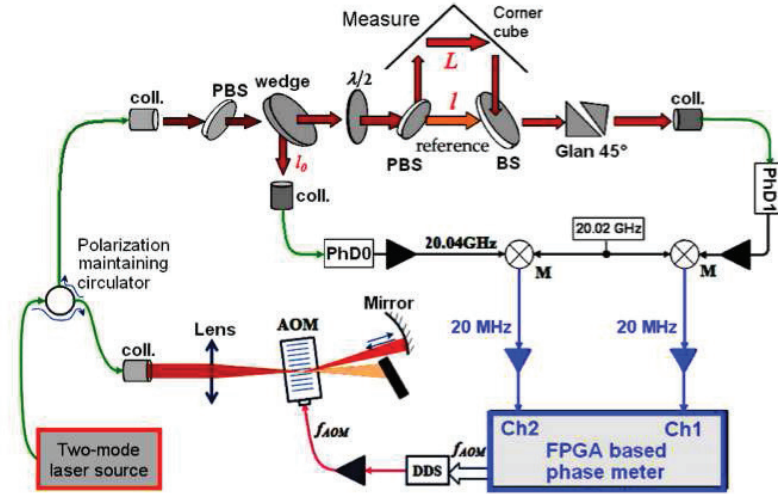 Measure
Corner
cube
L
PBS
wedge
λ/2
coll.
l
coll.
reference
l₀
PBS
BS
Glan 45°
coll.
PhD1
20.02 GHz
PhD0
20.04GHz
M
M
Polarization
maintaining
circulator
Mirror
Lens
AOM
20 MHz
20 MHz
coll.
Ch2
Ch1
fAOM
fAOM
FPGA based
phase meter
DDS
Two-mode
laser source